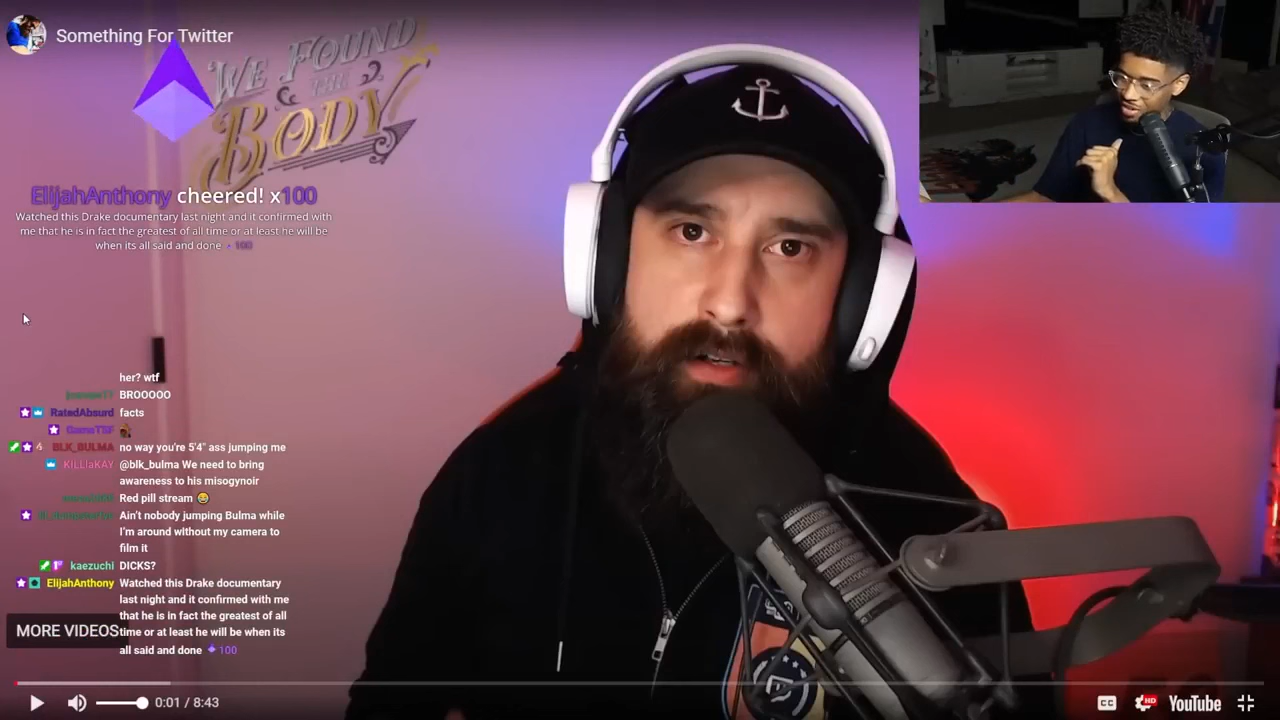 Something For Twitter
WE FOUND
THE
BODY
ElijahAnthony cheered! x100
Watched this Drake documentary last night and it confirmed with
me that he is in fact the greatest of all time or at least he will be
when its all said and done 100
her? wtf
BROOOOO
RatedAbsurd facts
GameTSF
BLK_BULMA no way you're 5'4" ass jumping me
KILLlaKAY @blk_bulma We need to bring
awareness to his misogynoir
Red pill stream 😂
Ain't nobody jumping Bulma while
I'm around without my camera to
film it
kaezuchi DICKS?
ElijahAnthony Watched this Drake documentary
last night and it confirmed with me
that he is in fact the greatest of all
MORE VIDEOS time or at least he will be when its
all said and done 100
0:01 / 8:43
CC
HD
YouTube